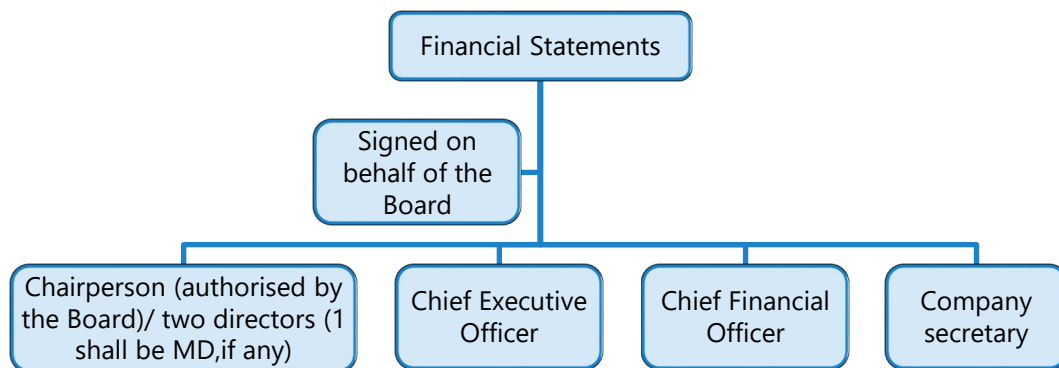 Financial Statements
Signed on
behalf of the
Board
Chairperson (authorised by
the Board)/ two directors (1
shall be MD,if any)
Chief Executive
Officer
Chief Financial
Officer
Company
secretary